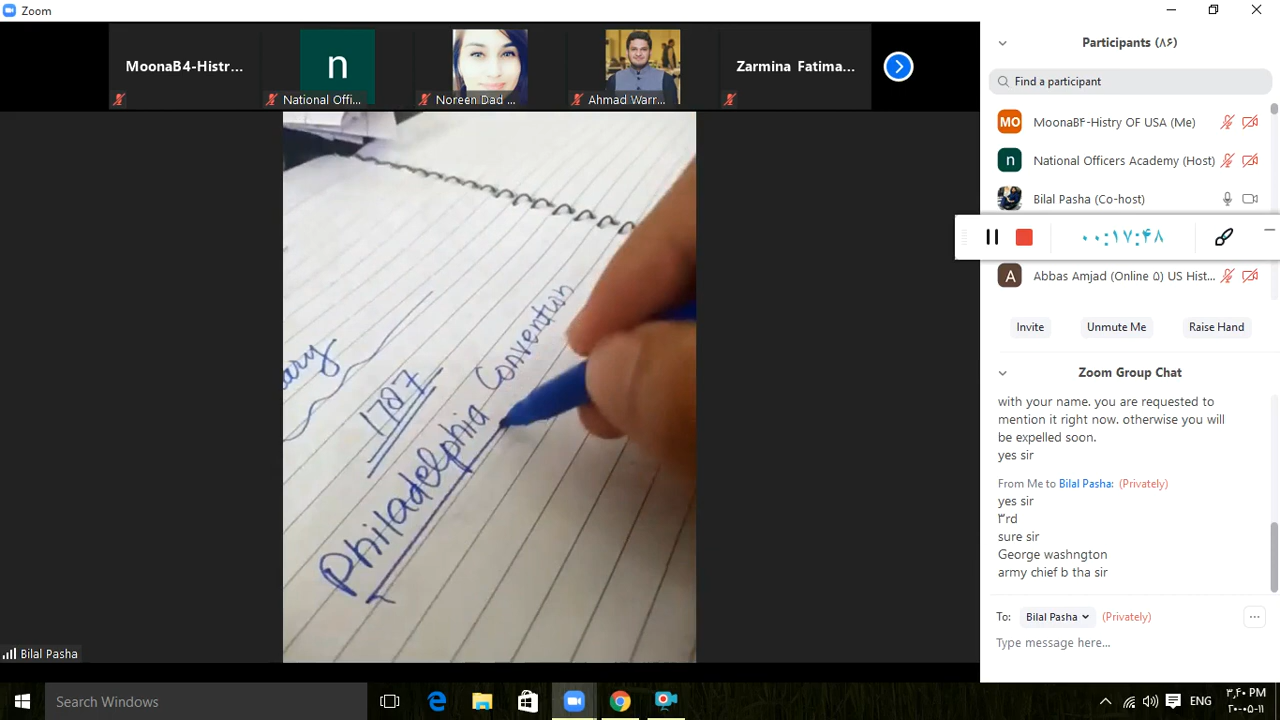 Zoom
MoonaB4-Histr...
n
National Offi...
Noreen Dad ...
Ahmad Warr...
Zarmina Fatima...
ary
1787
Philadelphia Convention
Bilal Pasha
Participants (۸۶)
Find a participant
MO MoonaB۴-Histry OF USA (Me)
n National Officers Academy (Host)
Bilal Pasha (Co-host)
۰۰:۱۷:۴۸
A Abbas Amjad (Online ۵) US Hist...
Invite Unmute Me Raise Hand
Zoom Group Chat
with your name. you are requested to
mention it right now. otherwise you will
be expelled soon.
yes sir
From Me to Bilal Pasha: (Privately)
yes sir
۳rd
sure sir
George washngton
army chief b tha sir
To: Bilal Pasha (Privately)
Type message here...
Search Windows
ENG
۳:۴۰ PM
۲۰۰۰-۰۵-۱۱